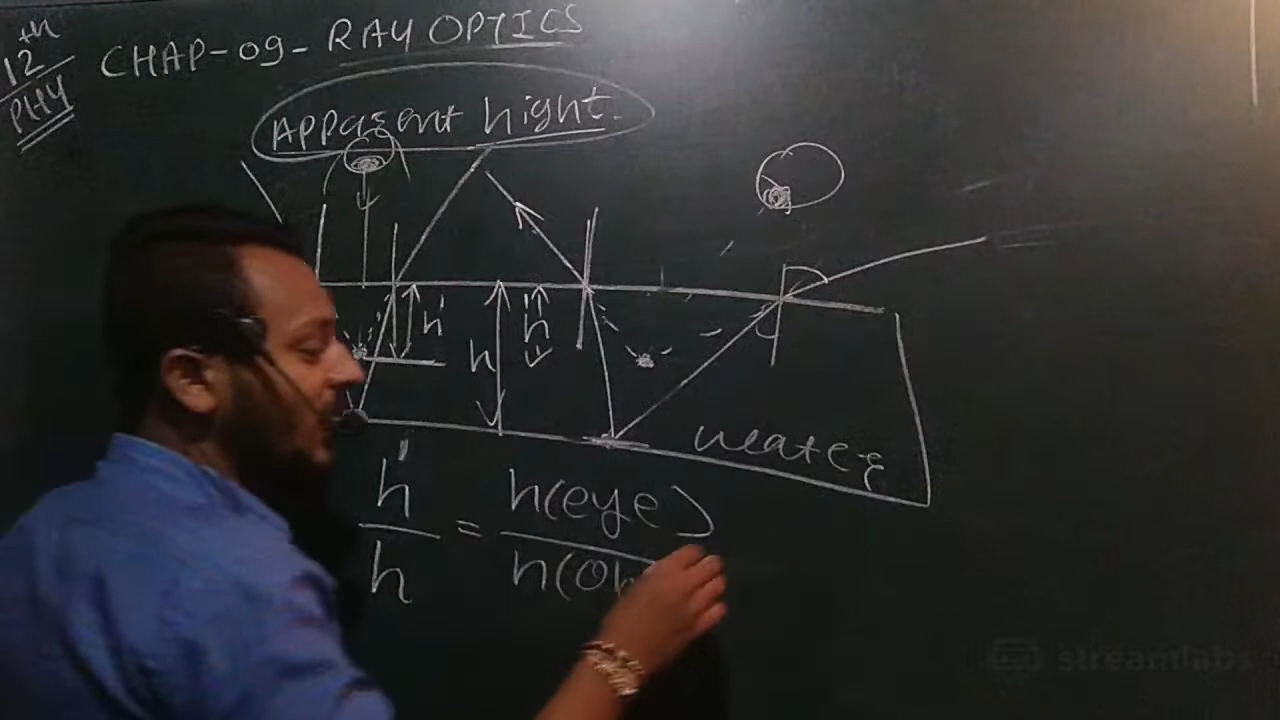 12th
PHY
CHAP-09- RAY OPTICS
Apparent hight.
h'
h
h'
water
h' / h = h(eye) / h(Ob
streamlabs